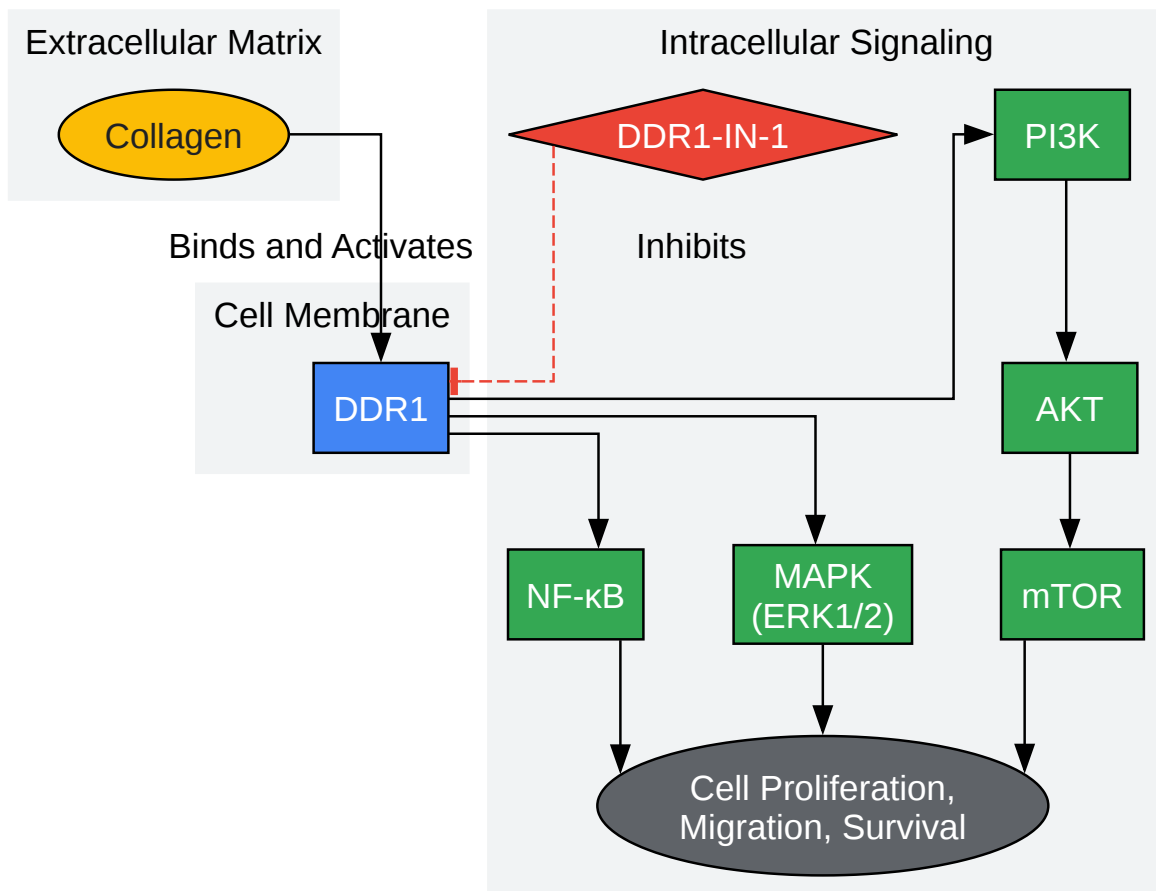 Extracellular Matrix
Intracellular Signaling
Collagen
DDR1-IN-1
PI3K
Binds and Activates
Inhibits
Cell Membrane
DDR1
AKT
NF-κB
MAPK
(ERK1/2)
mTOR
Cell Proliferation,
Migration, Survival